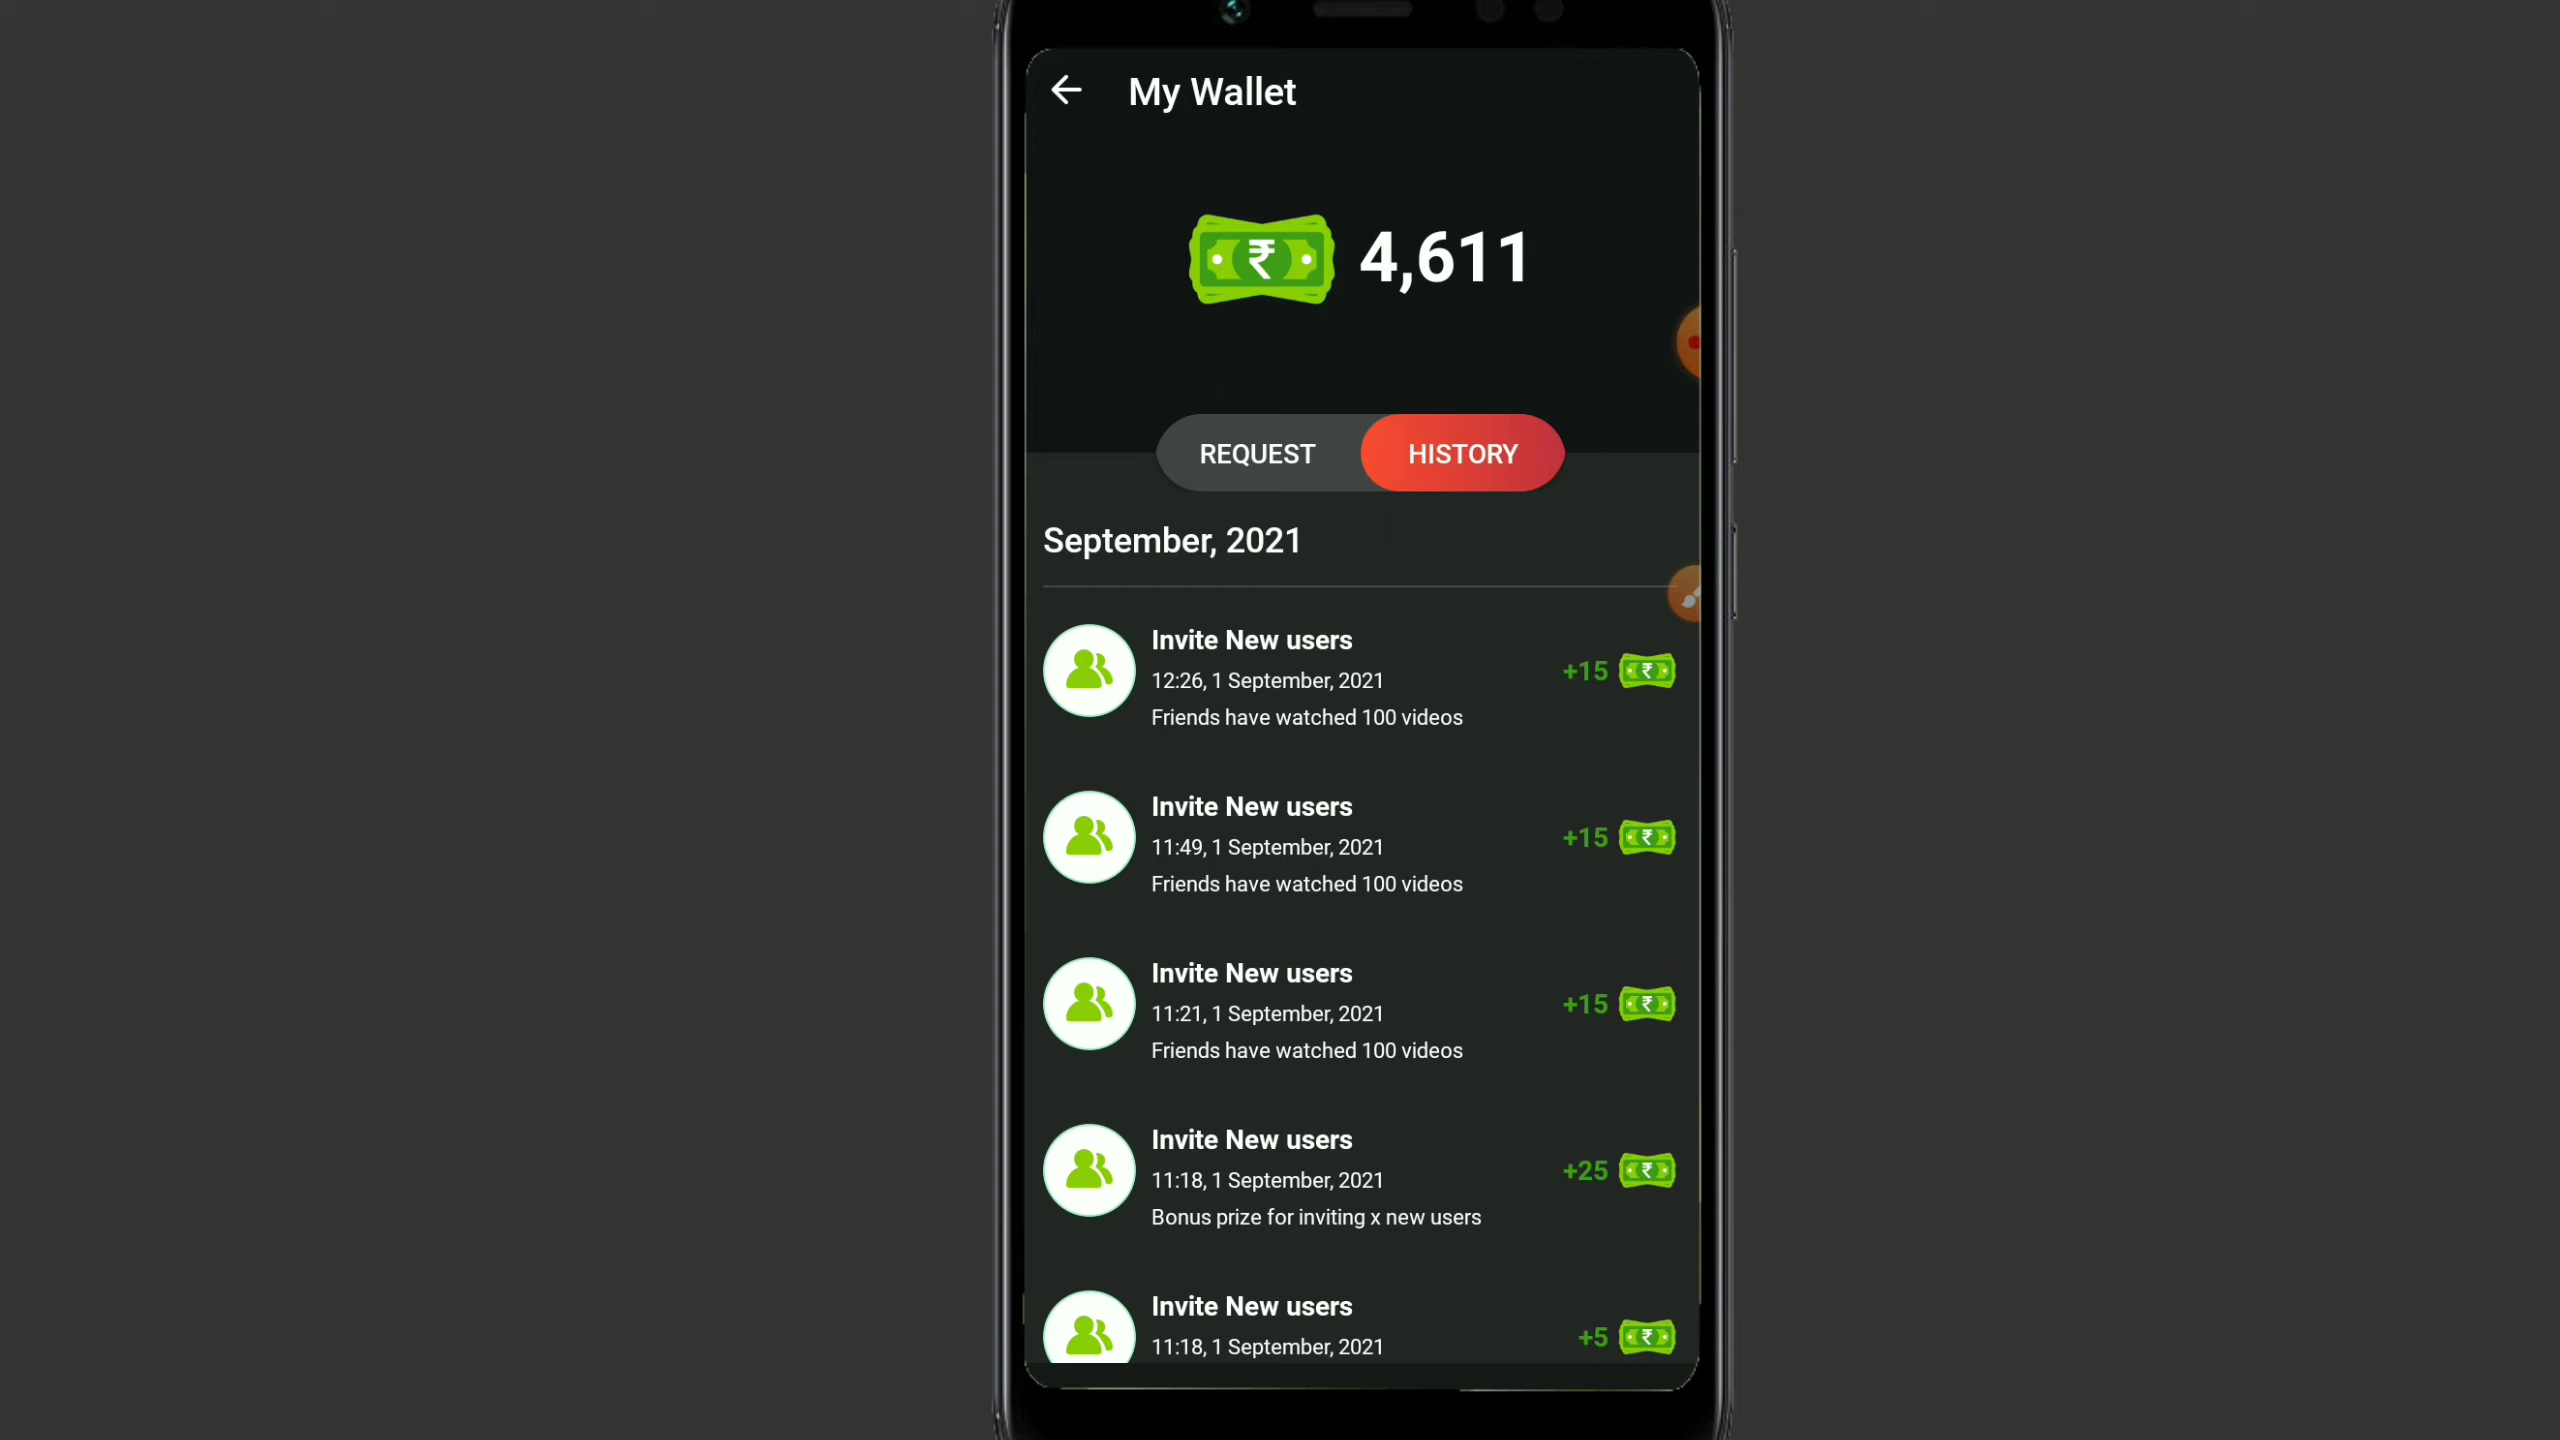 My Wallet
₹ 4,611
REQUEST HISTORY
September, 2021
Invite New users
12:26, 1 September, 2021
Friends have watched 100 videos
+15 ₹
Invite New users
11:49, 1 September, 2021
Friends have watched 100 videos
+15 ₹
Invite New users
11:21, 1 September, 2021
Friends have watched 100 videos
+15 ₹
Invite New users
11:18, 1 September, 2021
Bonus prize for inviting x new users
+25 ₹
Invite New users
11:18, 1 September, 2021
+5 ₹